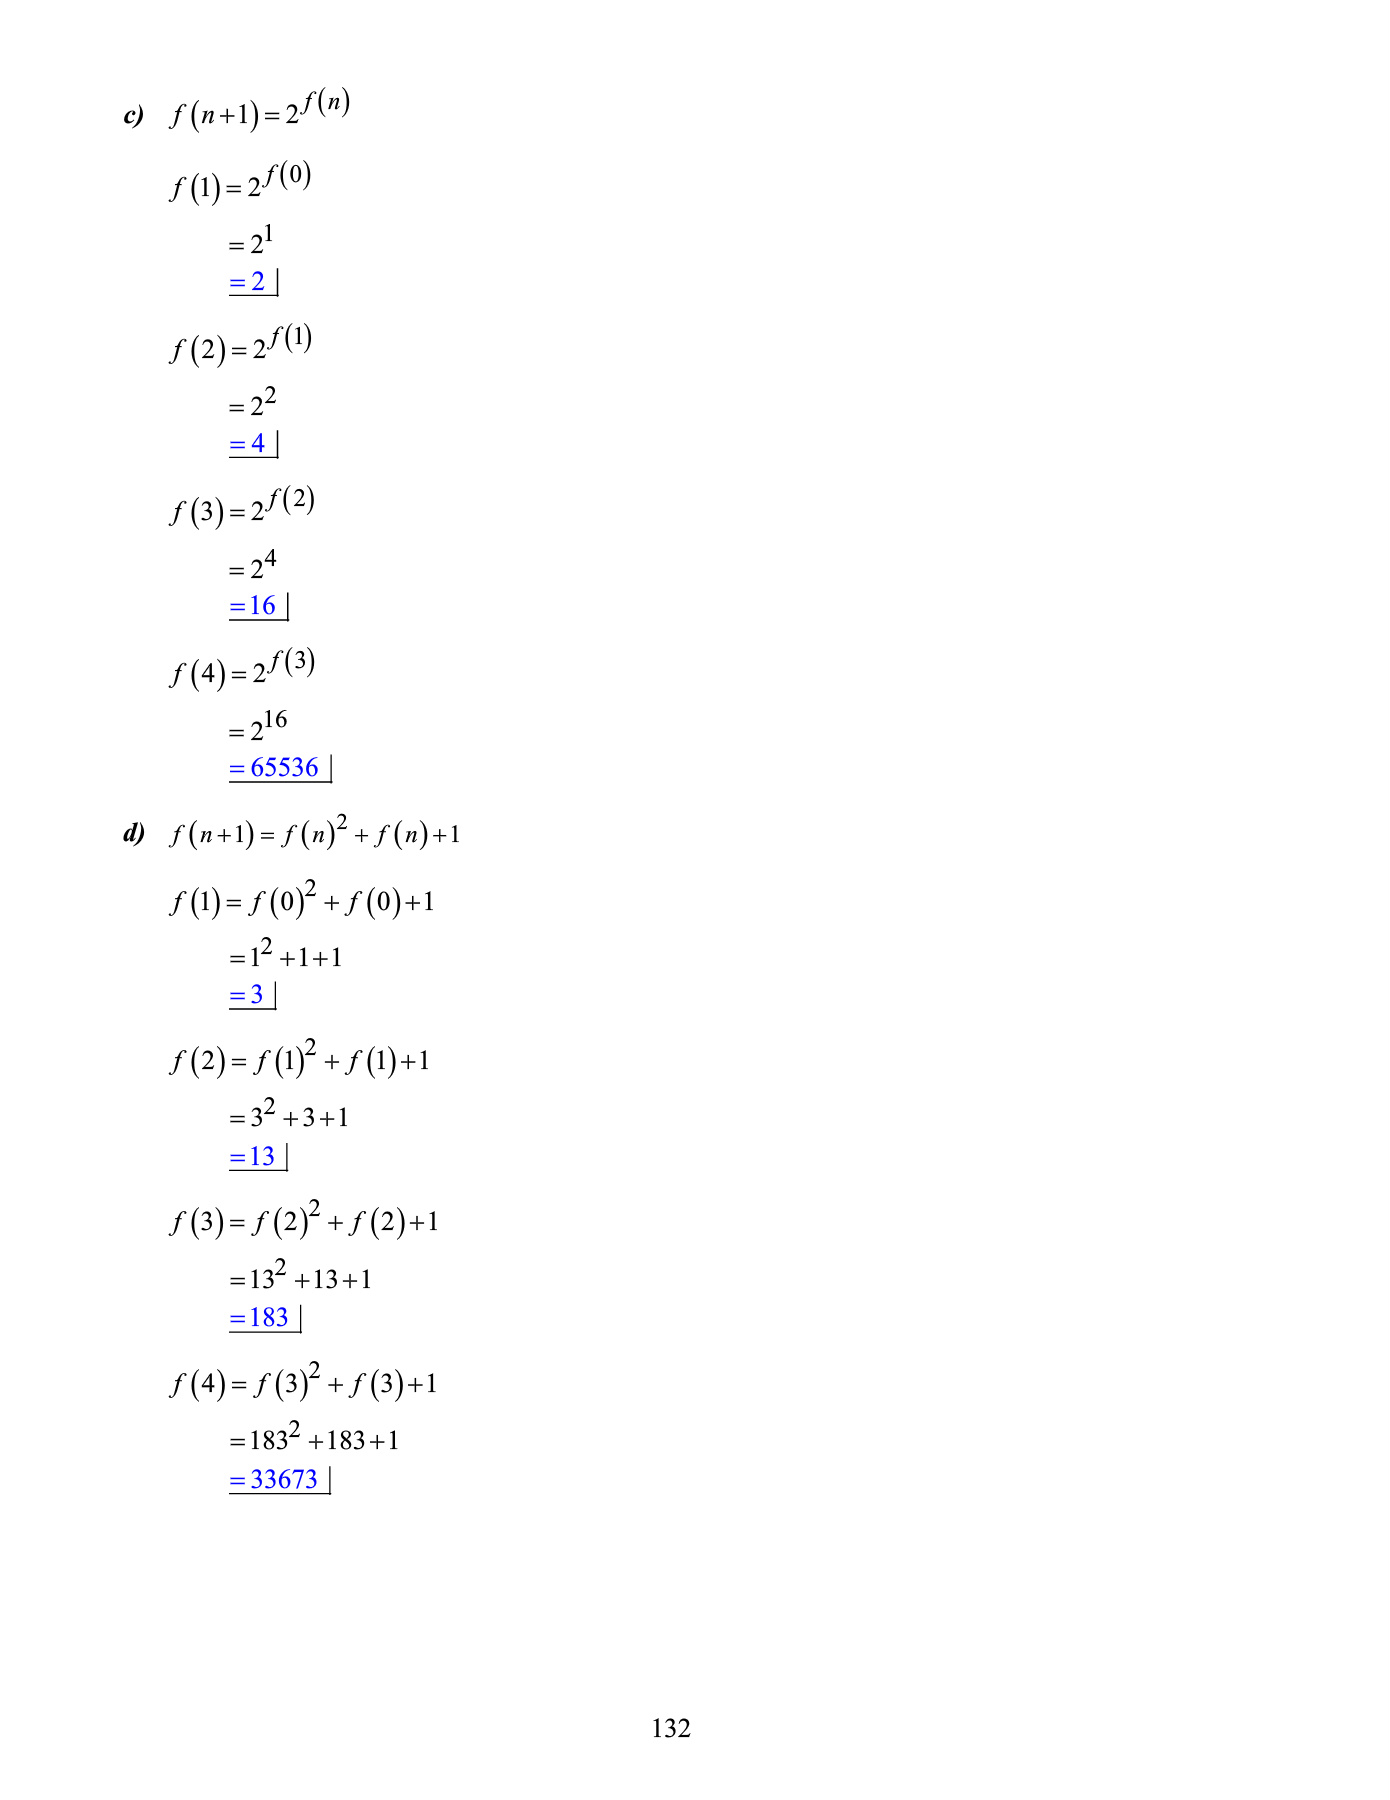 c) f(n+1) = 2^f(n)
f(1) = 2^f(0)
= 2^1
= 2
f(2) = 2^f(1)
= 2^2
= 4
f(3) = 2^f(2)
= 2^4
= 16
f(4) = 2^f(3)
= 2^16
= 65536
d) f(n+1) = f(n)^2 + f(n) + 1
f(1) = f(0)^2 + f(0) + 1
= 1^2 + 1 + 1
= 3
f(2) = f(1)^2 + f(1) + 1
= 3^2 + 3 + 1
= 13
f(3) = f(2)^2 + f(2) + 1
= 13^2 + 13 + 1
= 183
f(4) = f(3)^2 + f(3) + 1
= 183^2 + 183 + 1
= 33673
132